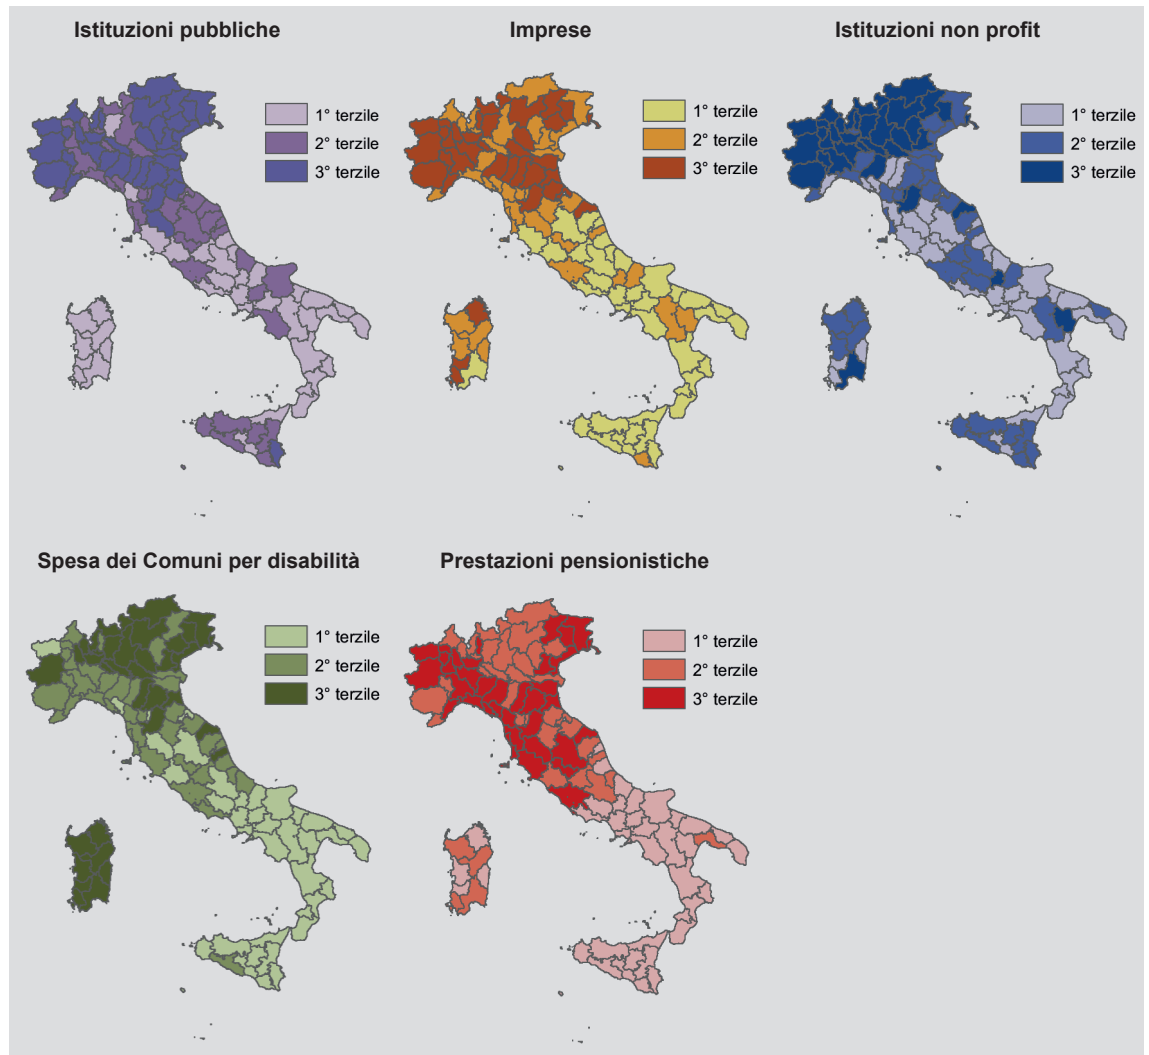 Istituzioni pubbliche
1° terzile
2° terzile
3° terzile
Imprese
1° terzile
2° terzile
3° terzile
Istituzioni non profit
1° terzile
2° terzile
3° terzile
Spesa dei Comuni per disabilità
1° terzile
2° terzile
3° terzile
Prestazioni pensionistiche
1° terzile
2° terzile
3° terzile